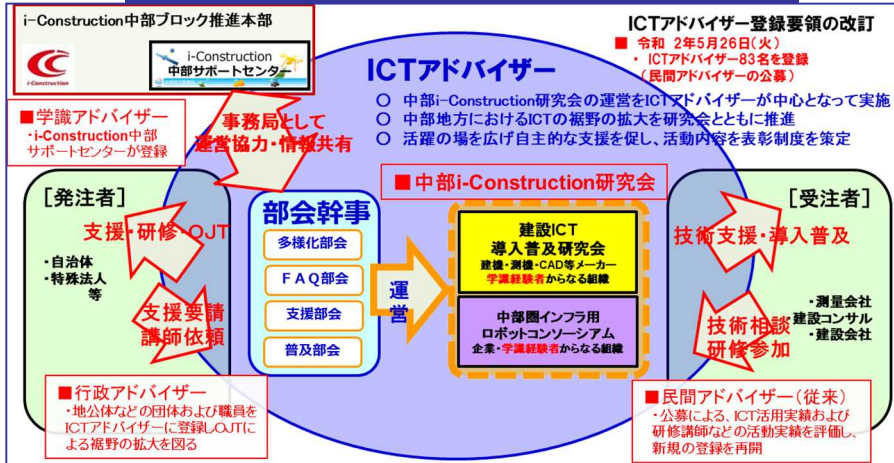 i-Construction中部ブロック推進本部
i-Construction
i-Construction
中部サポートセンター
ICTアドバイザー登録要領の改訂
■ 令和 2年5月26日(火)
・ ICTアドバイザー83名を登録
(民間アドバイザーの公募)
ICTアドバイザー
○ 中部i-Construction研究会の運営をICTアドバイザーが中心となって実施
○ 中部地方におけるICTの裾野の拡大を研究会とともに推進
○ 活躍の場を広げ自主的な支援を促し、活動内容を表彰制度を策定
■学識アドバイザー
・i-Construction中部
サポートセンターが登録
事務局として
運営協力・情報共有
■中部i-Construction研究会
[発注者]
支援・研修・OJT
・自治体
・特殊法人
等
支援要請
講師依頼
部会幹事
多様化部会
FAQ部会
支援部会
普及部会
運営
建設ICT
導入普及研究会
建機・測機・CAD等メーカー
学識経験者からなる組織
中部圏インフラ用
ロボットコンソーシアム
企業・学識経験者からなる組織
[受注者]
技術支援・導入普及
・測量会社
・建設コンサル
・建設会社
技術相談
研修参加
■行政アドバイザー
・地公体などの団体および職員を
ICTアドバイザーに登録しOJTに
よる裾野の拡大を図る
■民間アドバイザー(従来)
・公募による、ICT活用実績および
研修講師などの活動実績を評価し、
新規の登録を再開